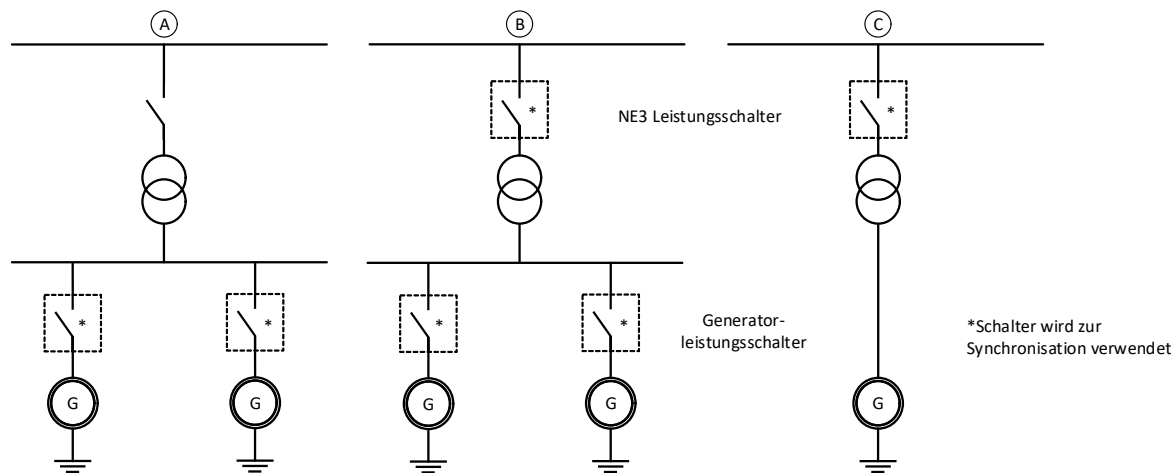 A
B
C
*
*
NE3 Leistungsschalter
*
*
*
*
Generator-
leistungsschalter
*Schalter wird zur
Synchronisation verwendet
G
G
G
G
G